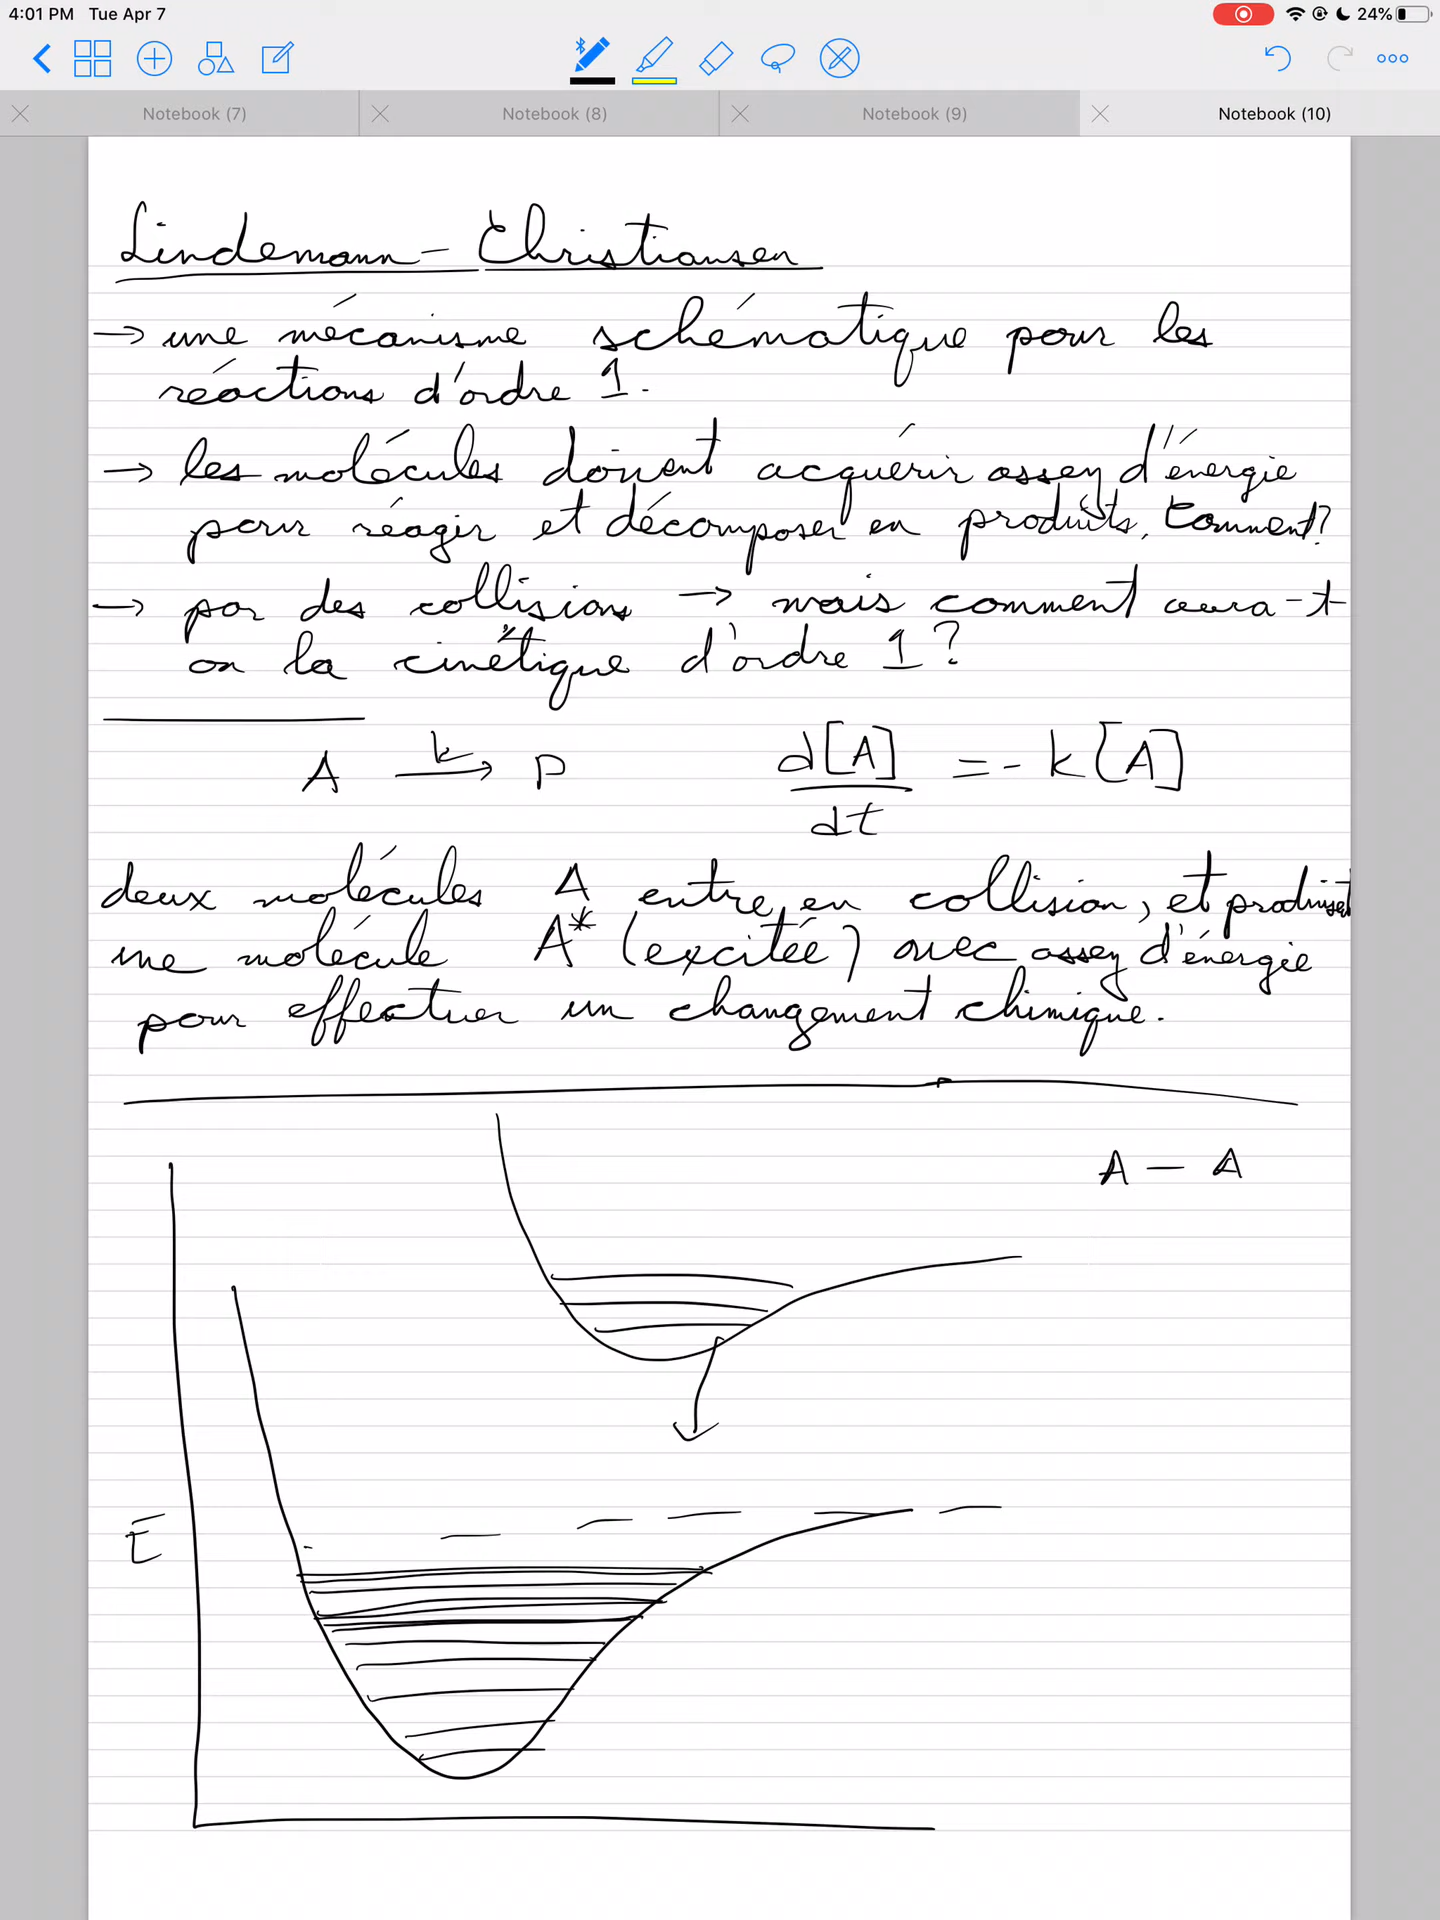 4:01 PM Tue Apr 7
24%
Notebook (7)
Notebook (8)
Notebook (9)
Notebook (10)
Lindemann - Christiansen
→ une mécanisme schématique pour les
réactions d'ordre 1.
→ les molécules doivent acquérir assez d'énergie
pour réagir et décomposer en produits. Comment?
→ par des collisions → mais comment aura-t-
on la cinétique d'ordre 1?
A k→ P d[A]/dt = - k[A]
deux molécules A entre en collision, et produisent
une molécule A* (excitée) avec assez d'énergie
pour effectuer un changement chimique.
A — A
E